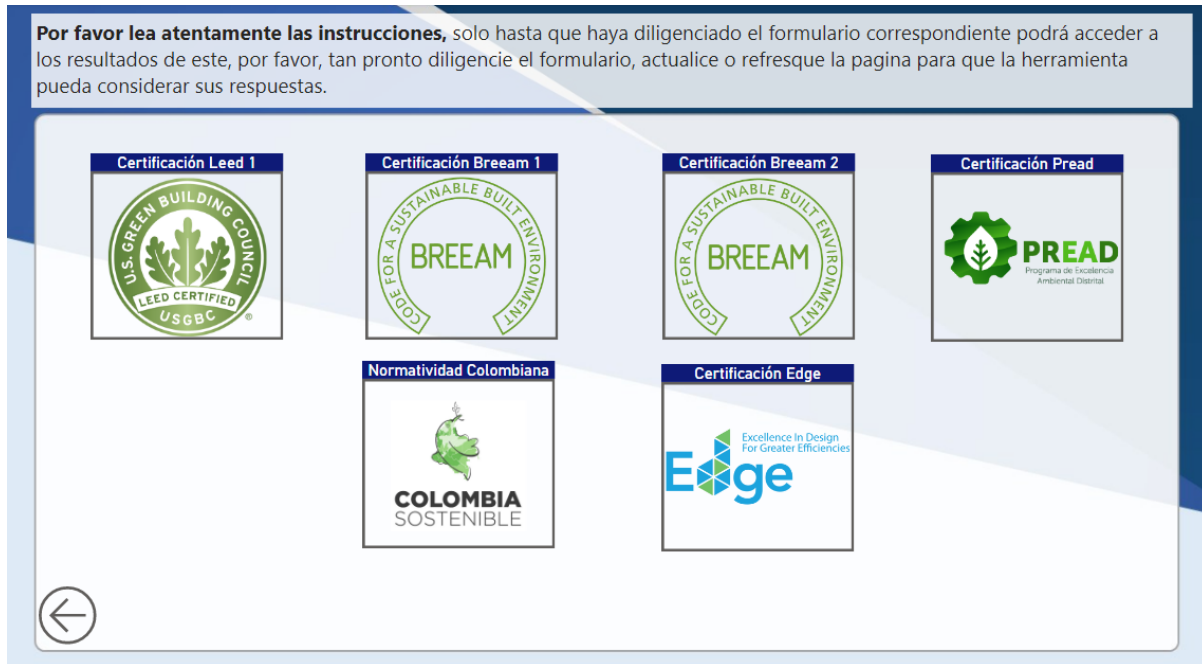 Por favor lea atentamente las instrucciones, solo hasta que haya diligenciado el formulario correspondiente podrá acceder a
los resultados de este, por favor, tan pronto diligencie el formulario, actualice o refresque la pagina para que la herramienta
pueda considerar sus respuestas.
Certificación Leed 1
U.S. GREEN BUILDING COUNCIL
LEED CERTIFIED
USGBC
®
Certificación Breeam 1
CODE FOR A SUSTAINABLE BUILT ENVIRONMENT
BREEAM
Certificación Breeam 2
CODE FOR A SUSTAINABLE BUILT ENVIRONMENT
BREEAM
Certificación Pread
PREAD
Programa de Excelencia
Ambiental Distrital
Normatividad Colombiana
COLOMBIA
SOSTENIBLE
Certificación Edge
Excellence In Design
For Greater Efficiencies
Edge